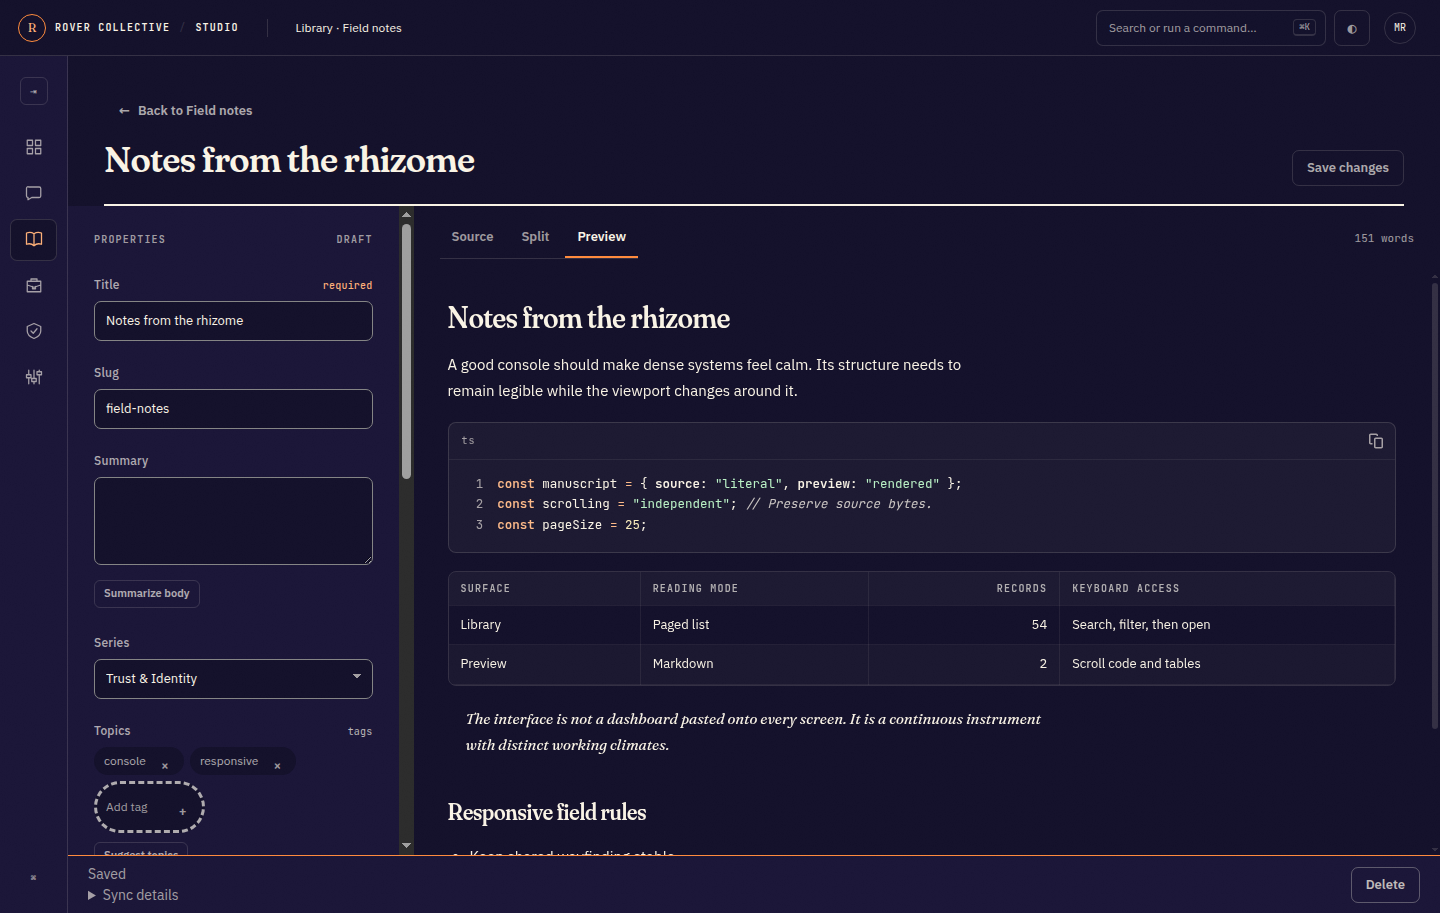 R ROVER COLLECTIVE / STUDIO
Library · Field notes
Search or run a command... ⌘K
MR
← Back to Field notes
Notes from the rhizome
Save changes
PROPERTIES DRAFT
Title required
Notes from the rhizome
Slug
field-notes
Summary
Summarize body
Series
Trust & Identity
Topics tags
console × responsive ×
Add tag +
Suggest topics
Source Split Preview
151 words
Notes from the rhizome
A good console should make dense systems feel calm. Its structure needs to
remain legible while the viewport changes around it.
ts
1 const manuscript = { source: "literal", preview: "rendered" };
2 const scrolling = "independent"; // Preserve source bytes.
3 const pageSize = 25;
SURFACE READING MODE RECORDS KEYBOARD ACCESS
Library Paged list 54 Search, filter, then open
Preview Markdown 2 Scroll code and tables
The interface is not a dashboard pasted onto every screen. It is a continuous instrument
with distinct working climates.
Responsive field rules
Keep shared wayfinding stable
⌘
Saved
▶ Sync details
Delete